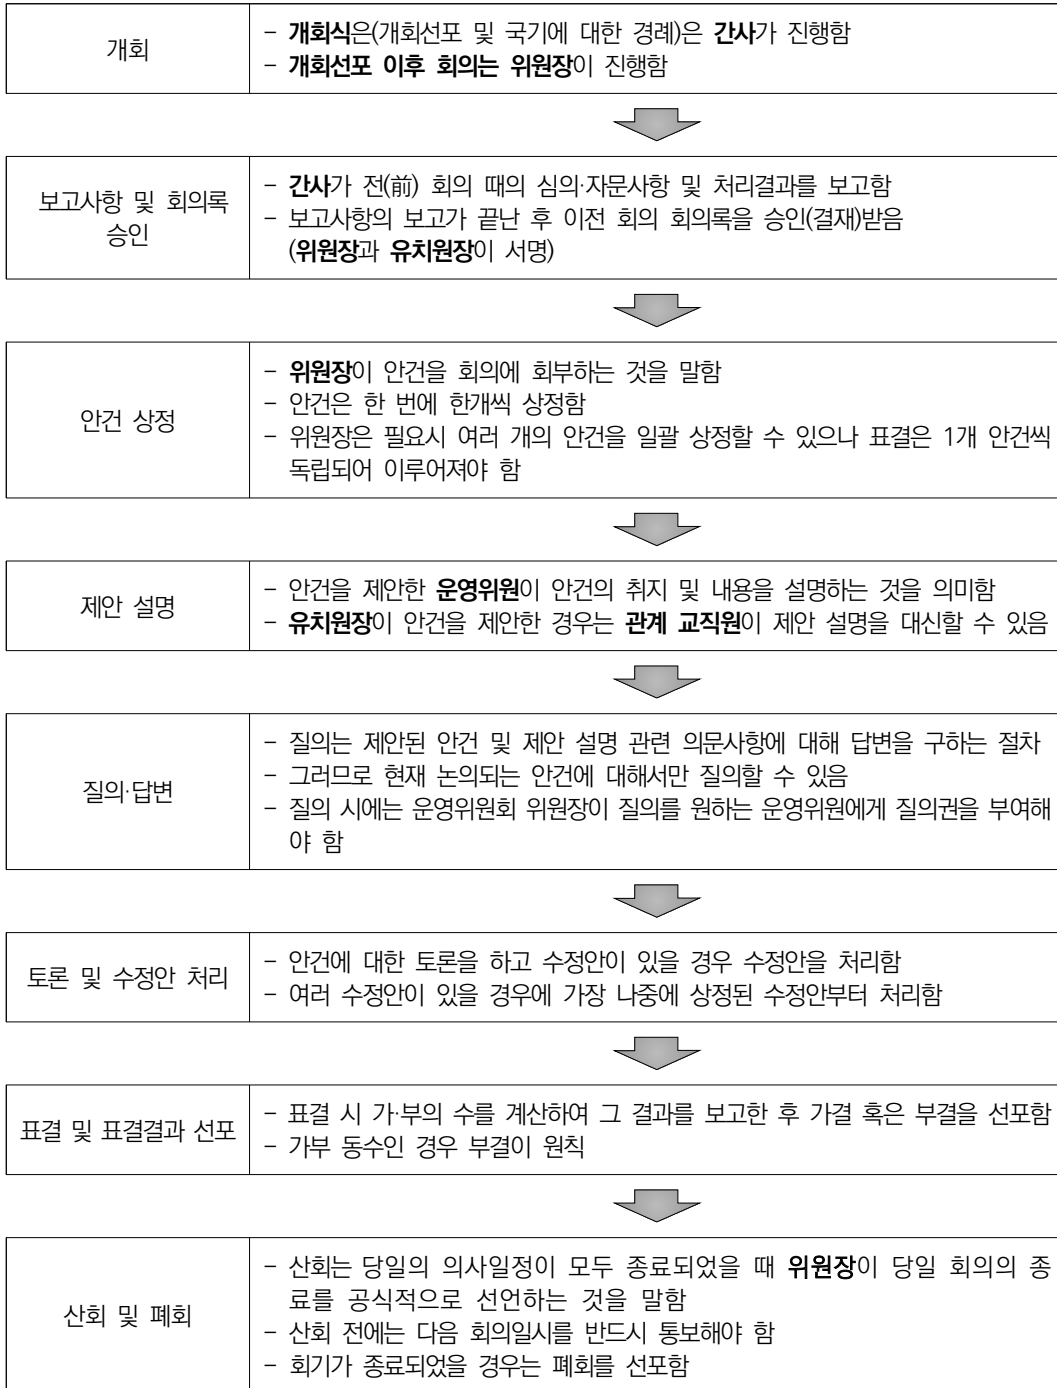 개회
- 개회식은(개회선포 및 국기에 대한 경례)은 간사가 진행함
- 개회선포 이후 회의는 위원장이 진행함
보고사항 및 회의록
승인
- 간사가 전(前) 회의 때의 심의·자문사항 및 처리결과를 보고함
- 보고사항의 보고가 끝난 후 이전 회의 회의록을 승인(결재)받음
(위원장과 유치원장이 서명)
안건 상정
- 위원장이 안건을 회의에 회부하는 것을 말함
- 안건은 한 번에 한개씩 상정함
- 위원장은 필요시 여러 개의 안건을 일괄 상정할 수 있으나 표결은 1개 안건씩
독립되어 이루어져야 함
제안 설명
- 안건을 제안한 운영위원이 안건의 취지 및 내용을 설명하는 것을 의미함
- 유치원장이 안건을 제안한 경우는 관계 교직원이 제안 설명을 대신할 수 있음
질의·답변
- 질의는 제안된 안건 및 제안 설명 관련 의문사항에 대해 답변을 구하는 절차
- 그러므로 현재 논의되는 안건에 대해서만 질의할 수 있음
- 질의 시에는 운영위원회 위원장이 질의를 원하는 운영위원에게 질의권을 부여해
야 함
토론 및 수정안 처리
- 안건에 대한 토론을 하고 수정안이 있을 경우 수정안을 처리함
- 여러 수정안이 있을 경우에 가장 나중에 상정된 수정안부터 처리함
표결 및 표결결과 선포
- 표결 시 가·부의 수를 계산하여 그 결과를 보고한 후 가결 혹은 부결을 선포함
- 가부 동수인 경우 부결이 원칙
산회 및 폐회
- 산회는 당일의 의사일정이 모두 종료되었을 때 위원장이 당일 회의의 종
료를 공식적으로 선언하는 것을 말함
- 산회 전에는 다음 회의일시를 반드시 통보해야 함
- 회기가 종료되었을 경우는 폐회를 선포함